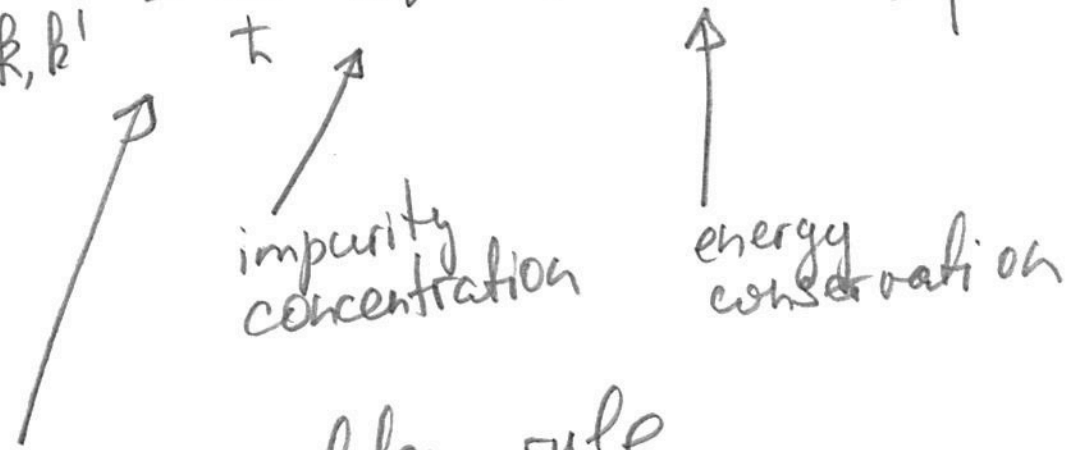 k, k' ħ
impurity energy
concentration conservation
rule